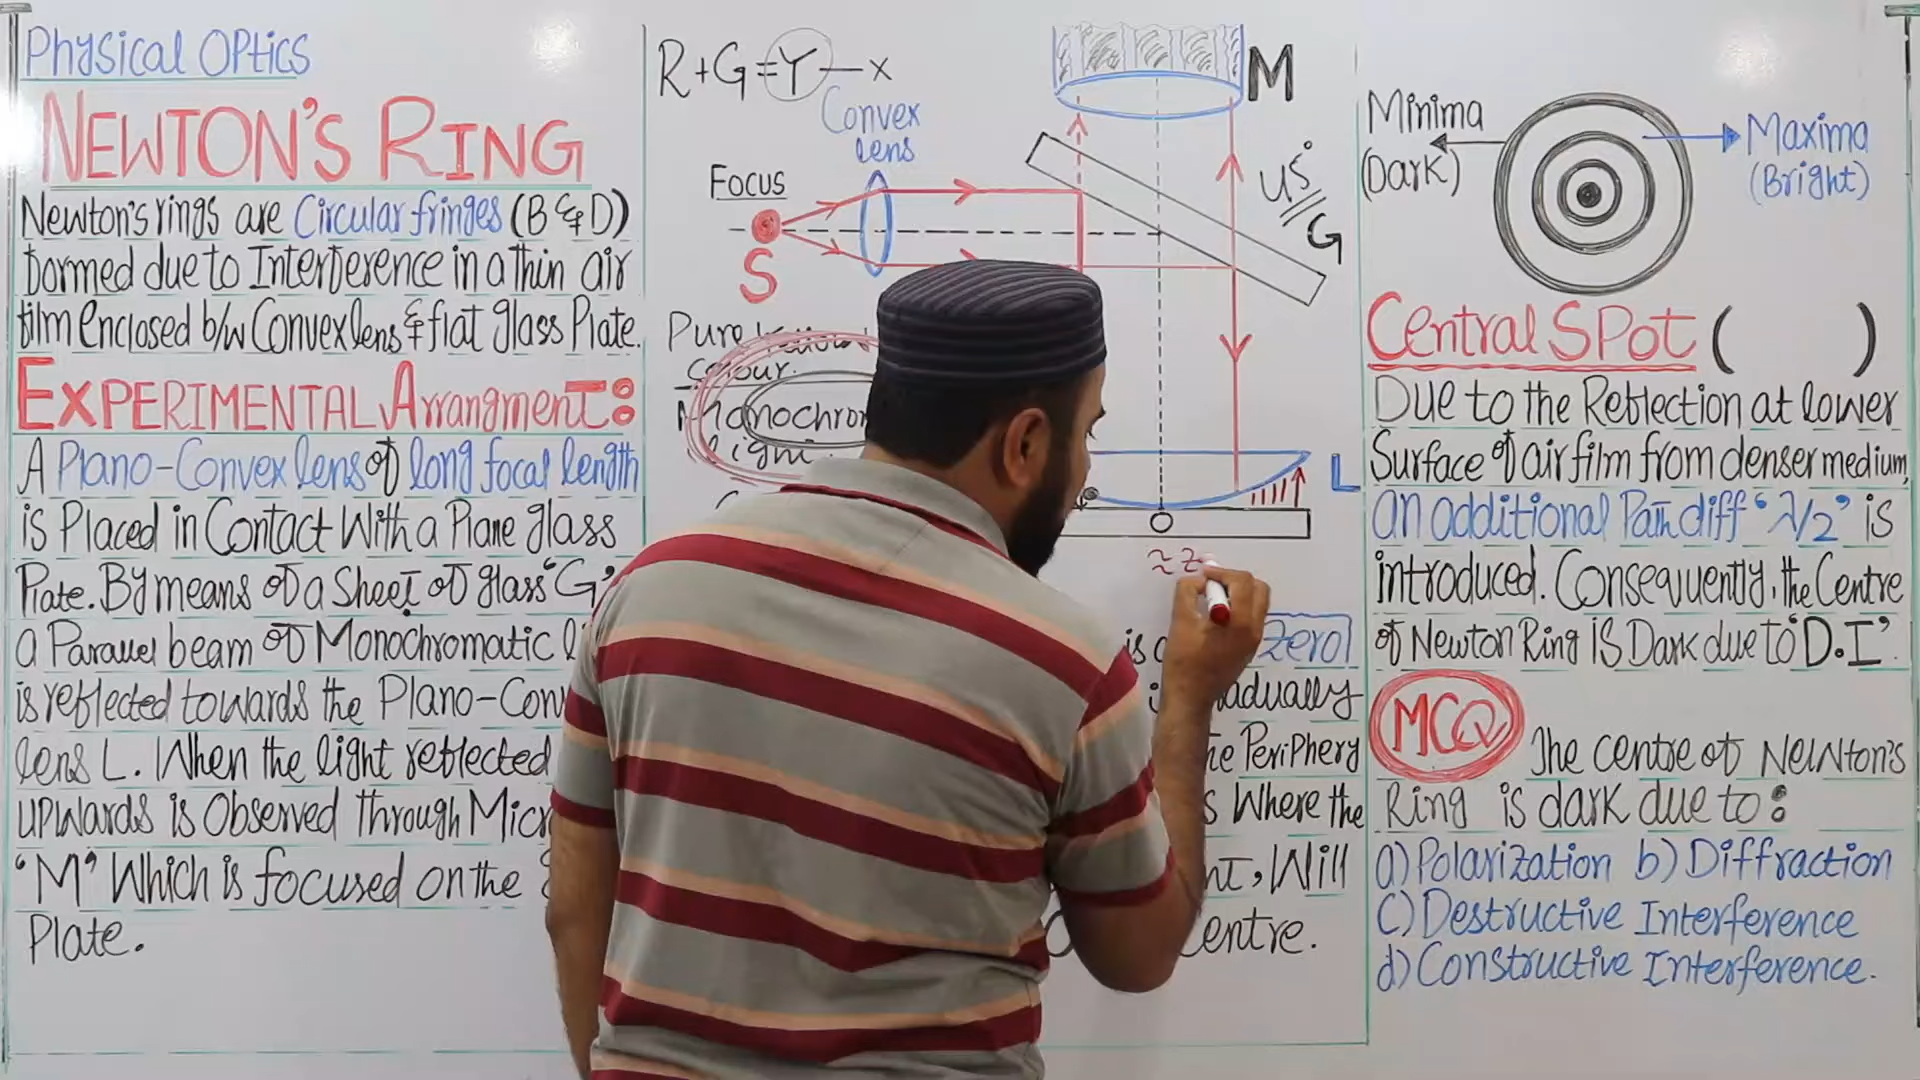 Physical Optics
NEWTON'S RING
Newton's rings are Circular fringes (B & D)
formed due to Interference in a thin air
film enclosed b/w Convex lens & flat glass Plate.
EXPERIMENTAL Arrangment:
A Plano-Convex lens of long focal length
is Placed in Contact With a Plane glass
Plate. By means of a Sheet of glass 'G'
a Parallel beam of Monochromatic
is reflected towards the Plano-Con
lens L. When the light reflected
upwards is Observed through Micr
'M' Which is focused on the
Plate.
R+G=Y—x
Convex
lens
Focus
S
M
45°
G
Pure
colour.
Monochrom
light.
L
≈ z
is
Zero
adually
he Periphery
s Where the
nt, Will
entre.
Minima
(Dark)
Maxima
(Bright)
Central SPot ( )
Due to the Reflection at lower
Surface of air film from denser medium,
an additional Path diff 'λ/2' is
introduced. Consequently, the Centre
of Newton Ring is Dark due to 'D.I'.
MCQ The centre of Newton's
Ring is dark due to:
a) Polarization b) Diffraction
c) Destructive Interference
d) Constructive Interference.